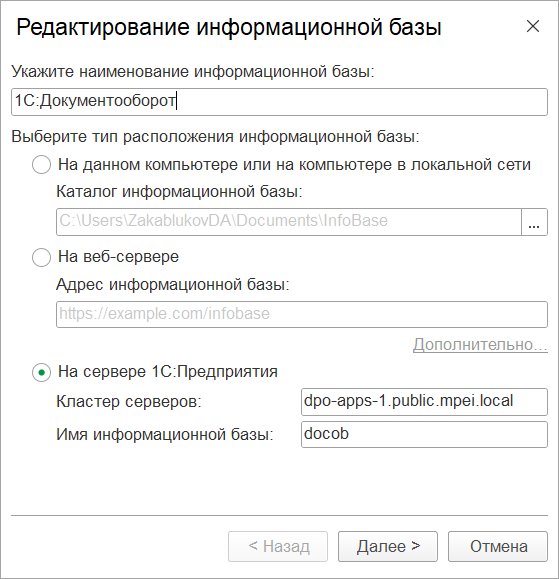 Редактирование информационной базы
Укажите наименование информационной базы:
1С:Документооборот
Выберите тип расположения информационной базы:
На данном компьютере или на компьютере в локальной сети
Каталог информационной базы:
C:\Users\ZakablukovDA\Documents\InfoBase
...
На веб-сервере
Адрес информационной базы:
https://example.com/infobase
Дополнительно...
На сервере 1С:Предприятия
Кластер серверов:
dpo-apps-1.public.mpei.local
Имя информационной базы:
docob
< Назад
Далее >
Отмена